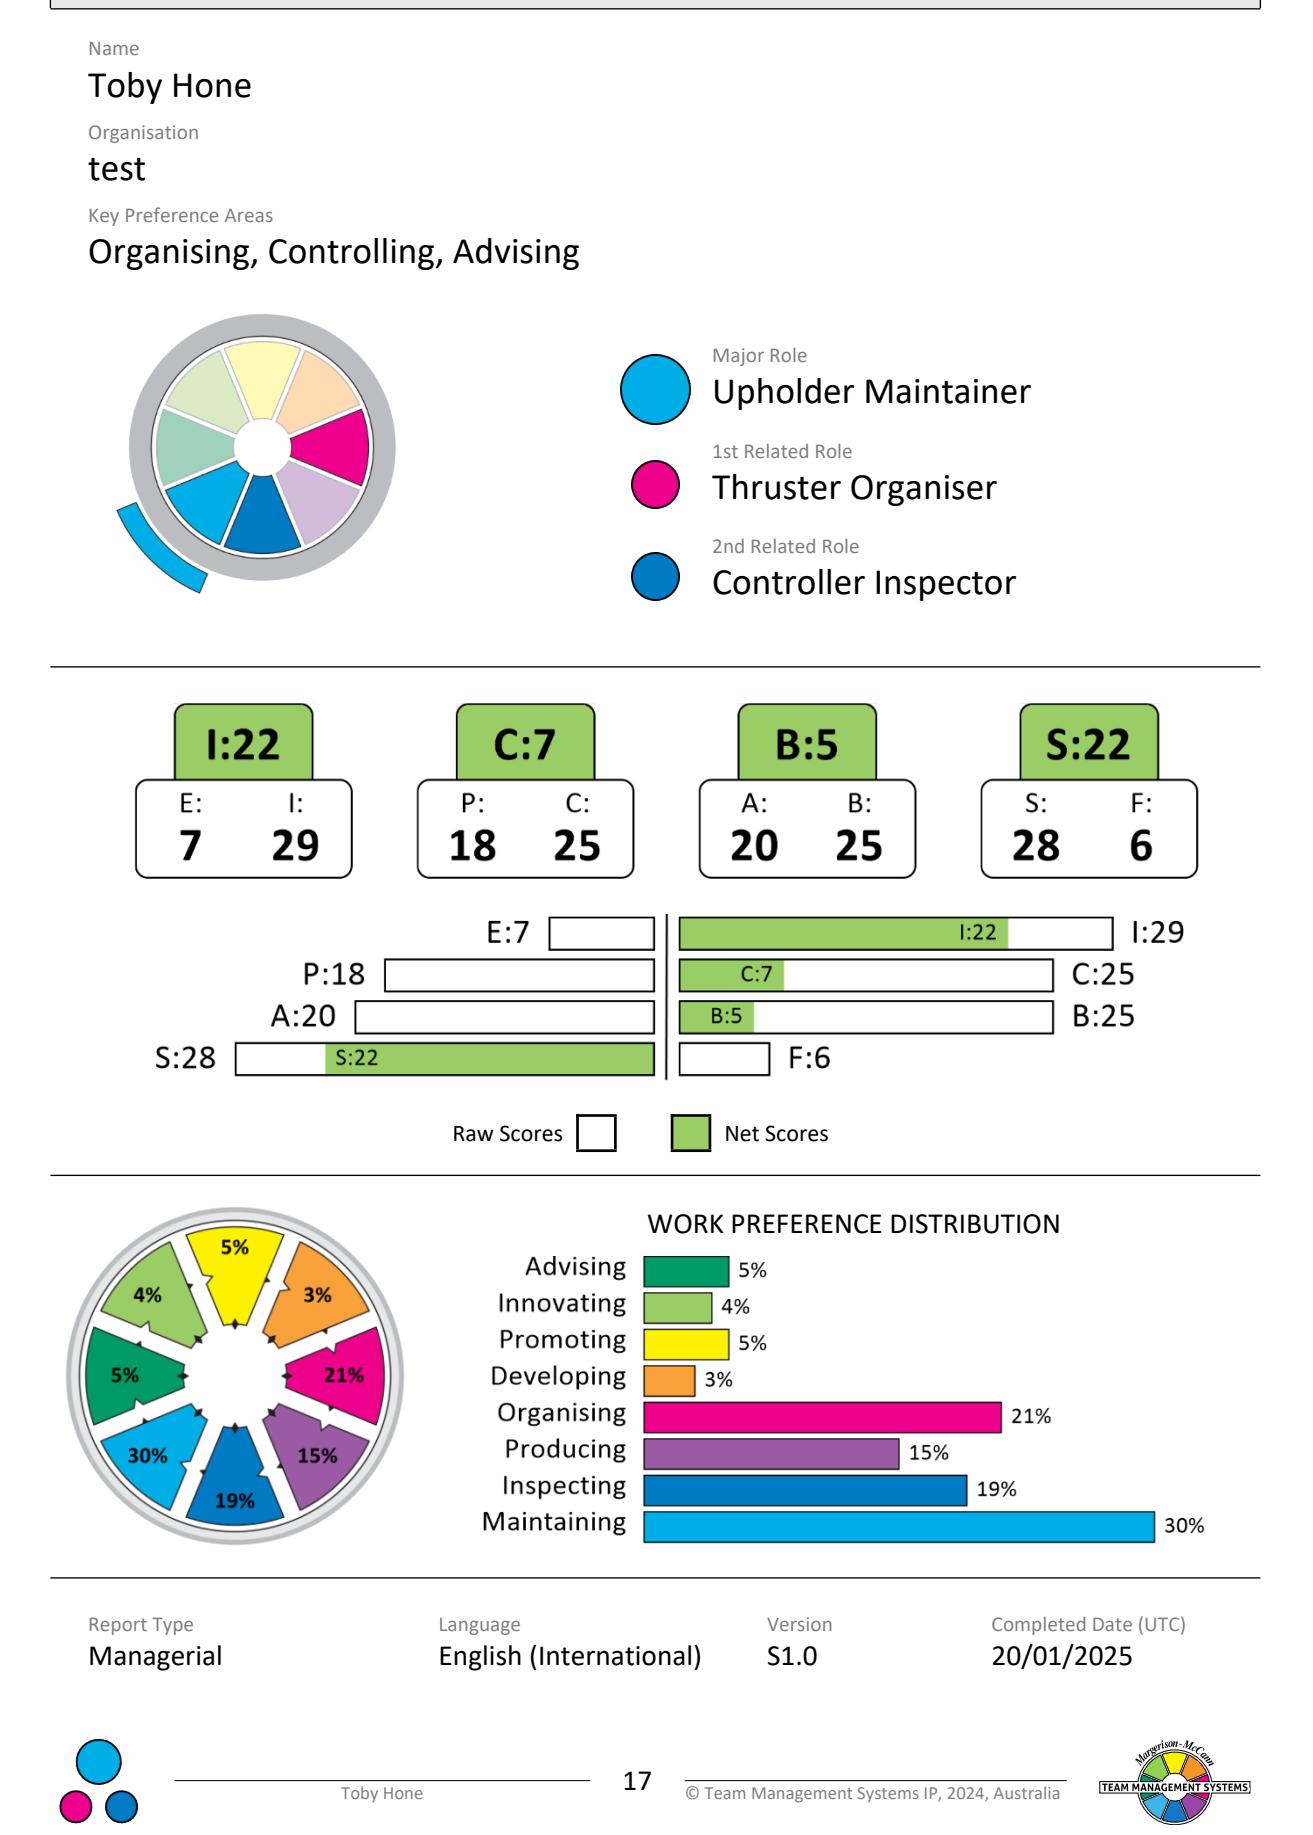 Name
Toby Hone
Organisation
test
Key Preference Areas
Organising, Controlling, Advising
Major Role
Upholder Maintainer
1st Related Role
Thruster Organiser
2nd Related Role
Controller Inspector
I:22 C:7 B:5 S:22
E: I: P: C: A: B: S: F:
7 29 18 25 20 25 28 6
E:7 I:22 I:29
P:18 C:7 C:25
A:20 B:5 B:25
S:28 S:22 F:6
Raw Scores Net Scores
5%
4% 3%
5% 21%
30% 15%
19%
WORK PREFERENCE DISTRIBUTION
Advising 5%
Innovating 4%
Promoting 5%
Developing 3%
Organising 21%
Producing 15%
Inspecting 19%
Maintaining 30%
Report Type Language Version Completed Date (UTC)
Managerial English (International) S1.0 20/01/2025
Toby Hone 17 © Team Management Systems IP, 2024, Australia
Margerison-McCann
TEAM MANAGEMENT SYSTEMS